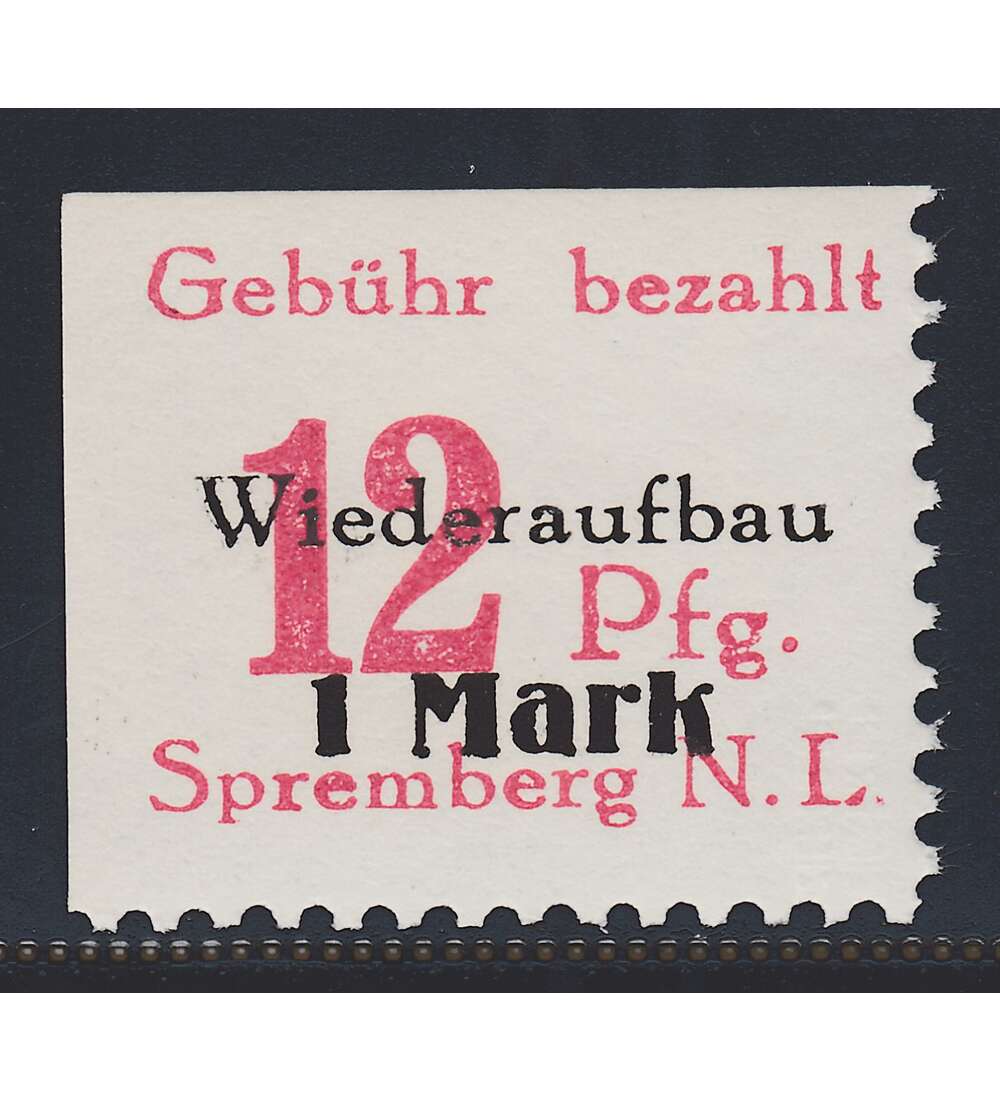 Gebühr bezahlt
Wiederaufbau
12 Pfg.
1 Mark
Spremberg N. L.